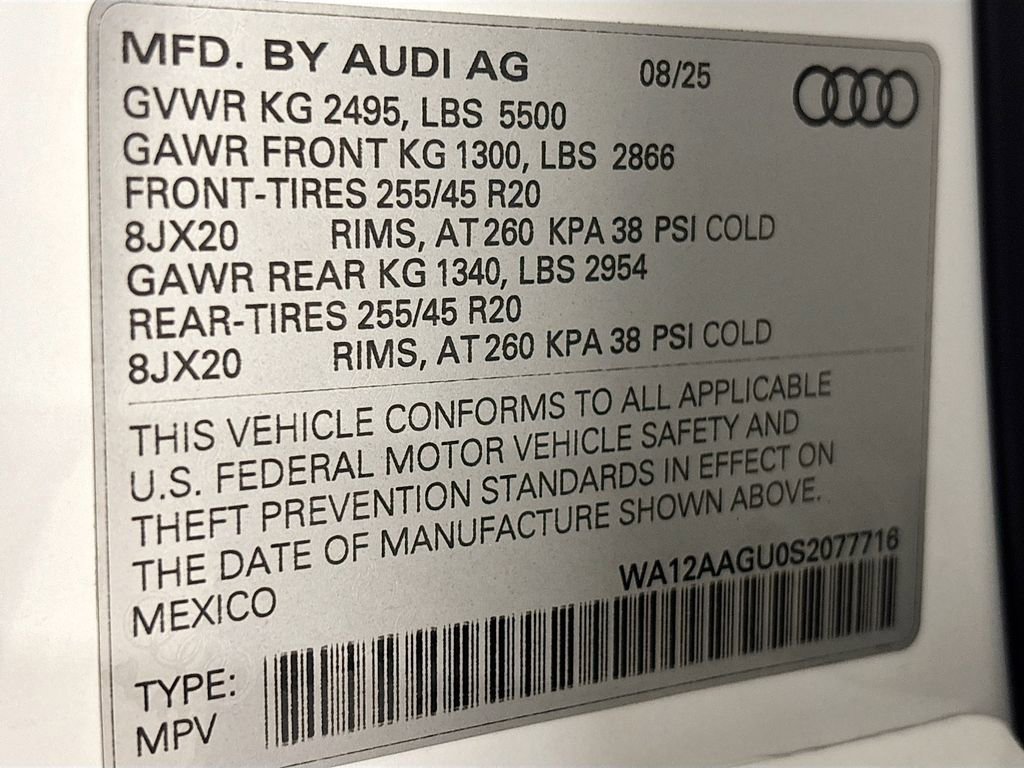 MFD. BY AUDI AG 08/25
GVWR KG 2495, LBS 5500
GAWR FRONT KG 1300, LBS 2866
FRONT-TIRES 255/45 R20
8JX20 RIMS, AT 260 KPA 38 PSI COLD
GAWR REAR KG 1340, LBS 2954
REAR-TIRES 255/45 R20
8JX20 RIMS, AT 260 KPA 38 PSI COLD
THIS VEHICLE CONFORMS TO ALL APPLICABLE
U.S. FEDERAL MOTOR VEHICLE SAFETY AND
THEFT PREVENTION STANDARDS IN EFFECT ON
THE DATE OF MANUFACTURE SHOWN ABOVE.
MEXICO WA12AAGU0S2077716
TYPE:
MPV